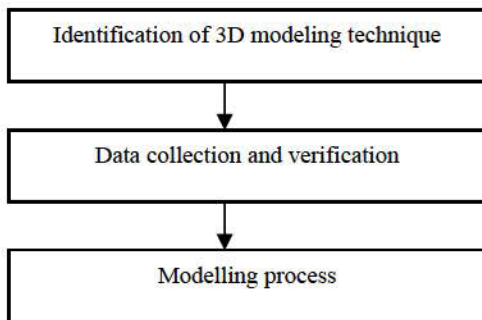 Identification of 3D modeling technique
Data collection and verification
Modelling process